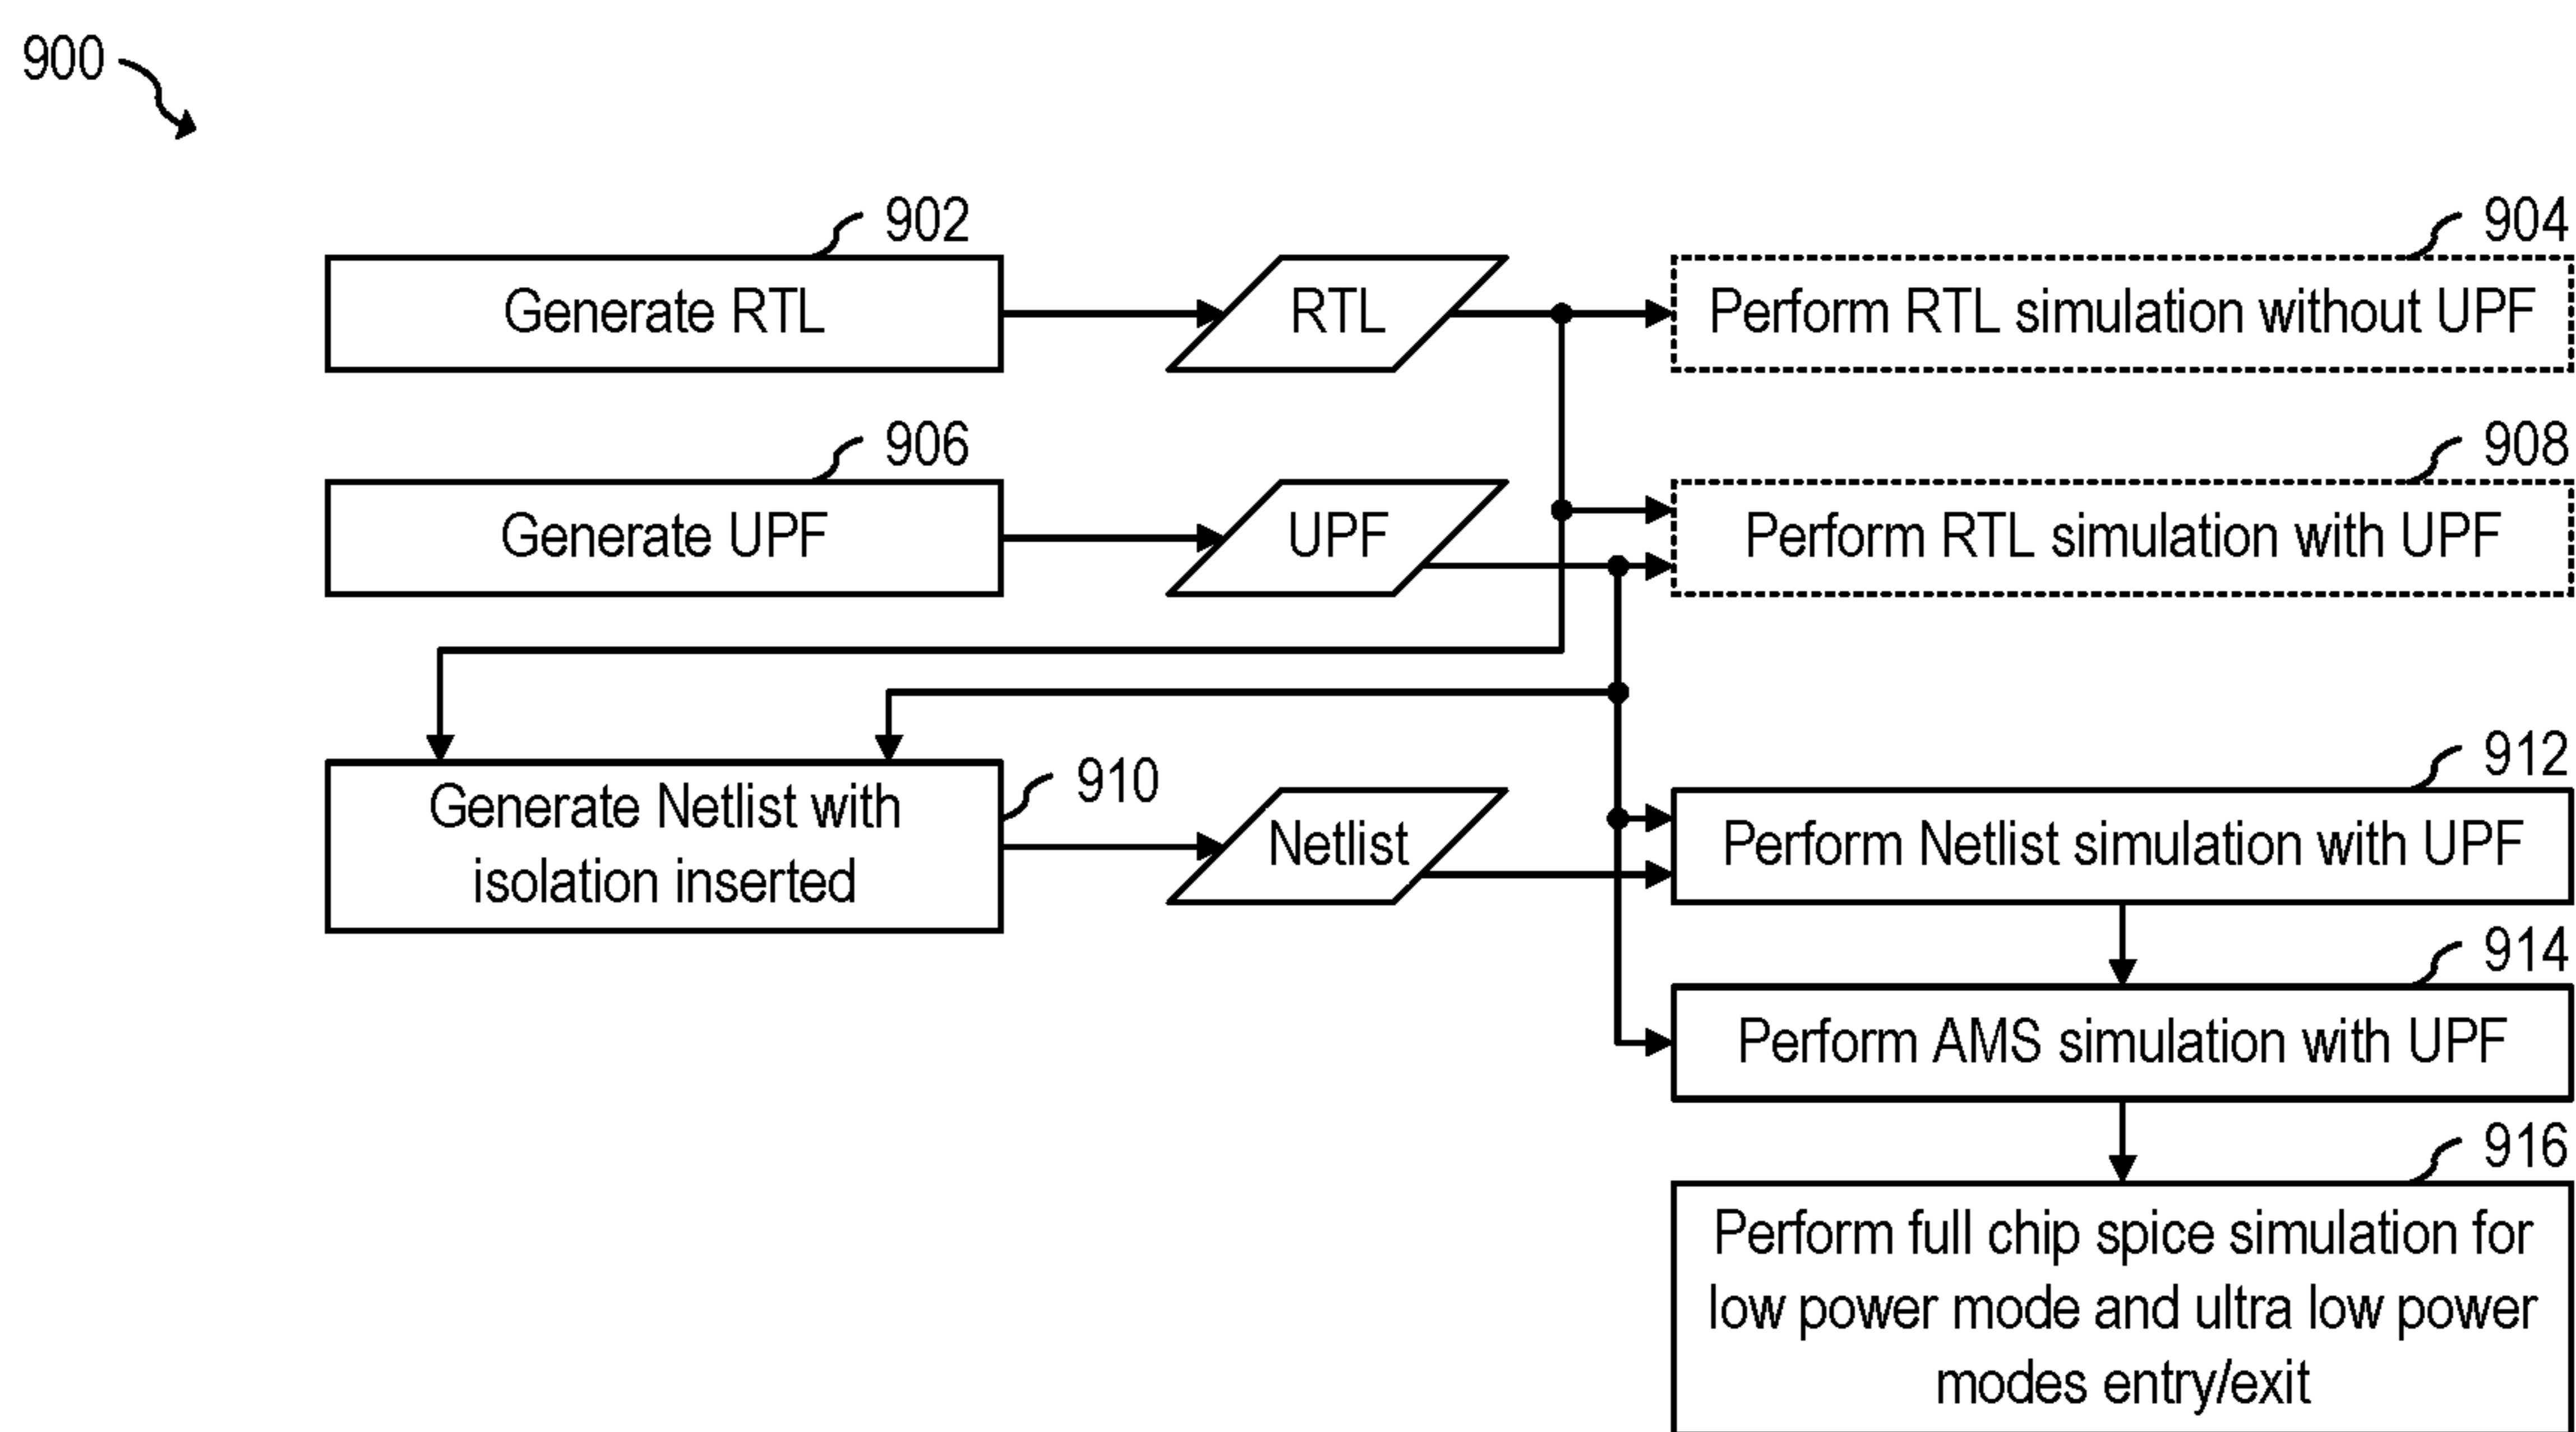 900
902
904
Generate RTL
RTL
Perform RTL simulation without UPF
906
908
Generate UPF
UPF
Perform RTL simulation with UPF
910
912
Generate Netlist with
isolation inserted
Netlist
Perform Netlist simulation with UPF
914
Perform AMS simulation with UPF
916
Perform full chip spice simulation for
low power mode and ultra low power
modes entry/exit